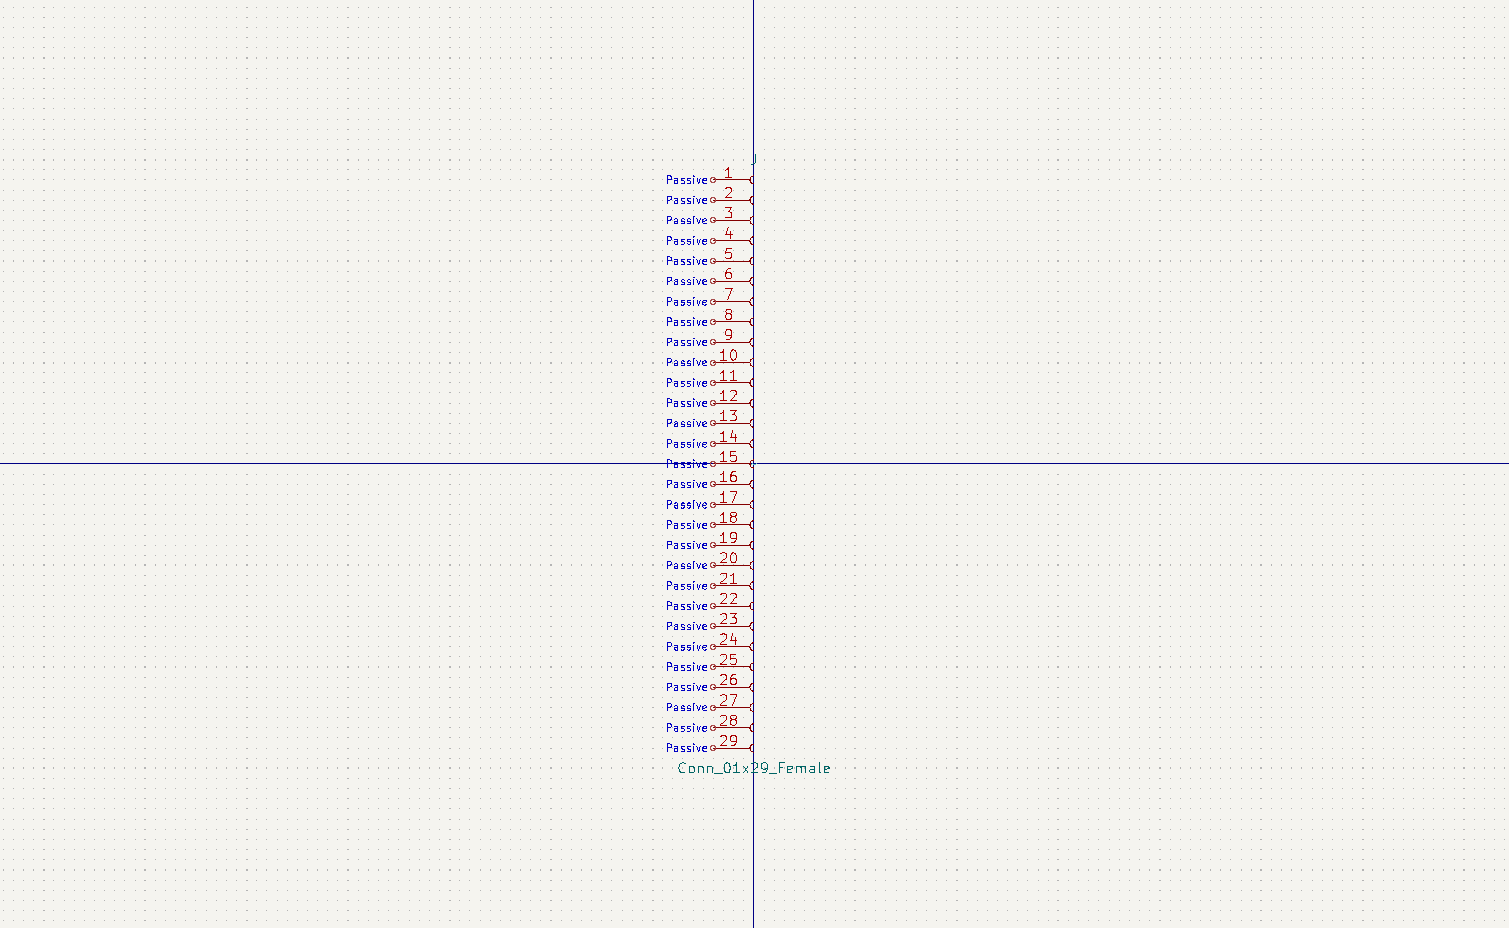 J
Passive 1
Passive 2
Passive 3
Passive 4
Passive 5
Passive 6
Passive 7
Passive 8
Passive 9
Passive 10
Passive 11
Passive 12
Passive 13
Passive 14
Passive 15
Passive 16
Passive 17
Passive 18
Passive 19
Passive 20
Passive 21
Passive 22
Passive 23
Passive 24
Passive 25
Passive 26
Passive 27
Passive 28
Passive 29
Conn_01x29_Female